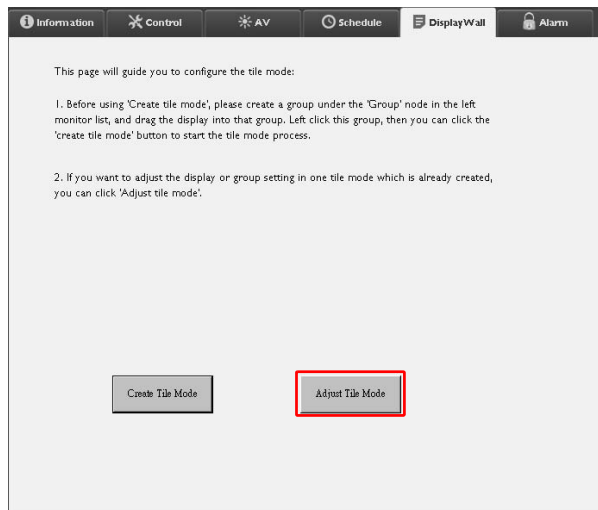 Information Control AV Schedule DisplayWall Alarm
This page will guide you to configure the tile mode:
1. Before using 'Create tile mode', please create a group under the 'Group' node in the left
monitor list, and drag the display into that group. Left click this group, then you can click the
'create tile mode' button to start the tile mode process.
2. If you want to adjust the display or group setting in one tile mode which is already created,
you can click 'Adjust tile mode'.
Create Tile Mode Adjust Tile Mode